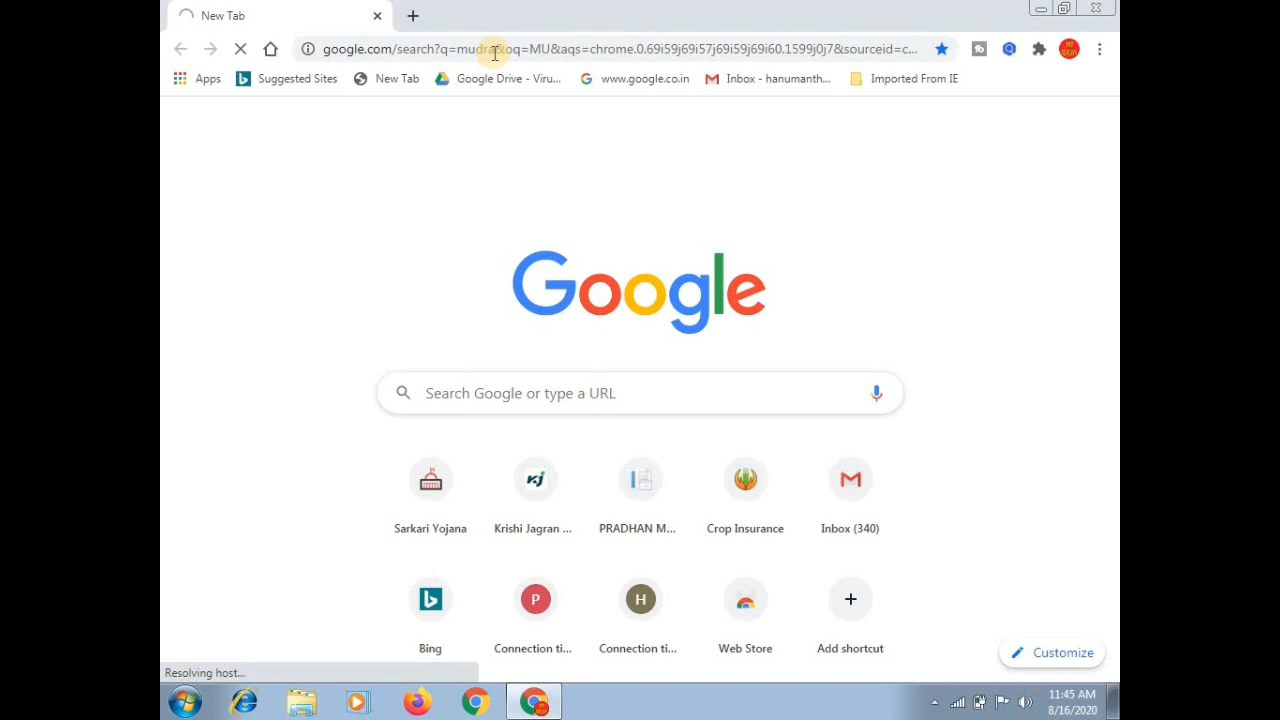 New Tab
google.com/search?q=mudra&oq=MU&aqs=chrome.0.69i59j69i57j69i59j69i60.1599j0j7&sourceid=c...
Apps Suggested Sites New Tab Google Drive - Viru... www.google.co.in Inbox - hanumanth... Imported From IE
Google
Search Google or type a URL
Sarkari Yojana Krishi Jagran ... PRADHAN M... Crop Insurance Inbox (340)
P H
Bing Connection ti... Connection ti... Web Store Add shortcut
Customize
Resolving host...
11:45 AM
8/16/2020